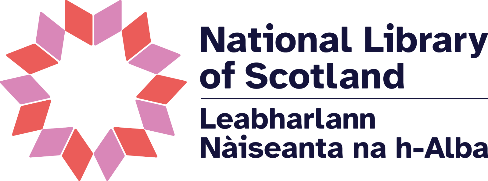 National Library
of Scotland
Leabharlann
Nàiseanta na h-Alba